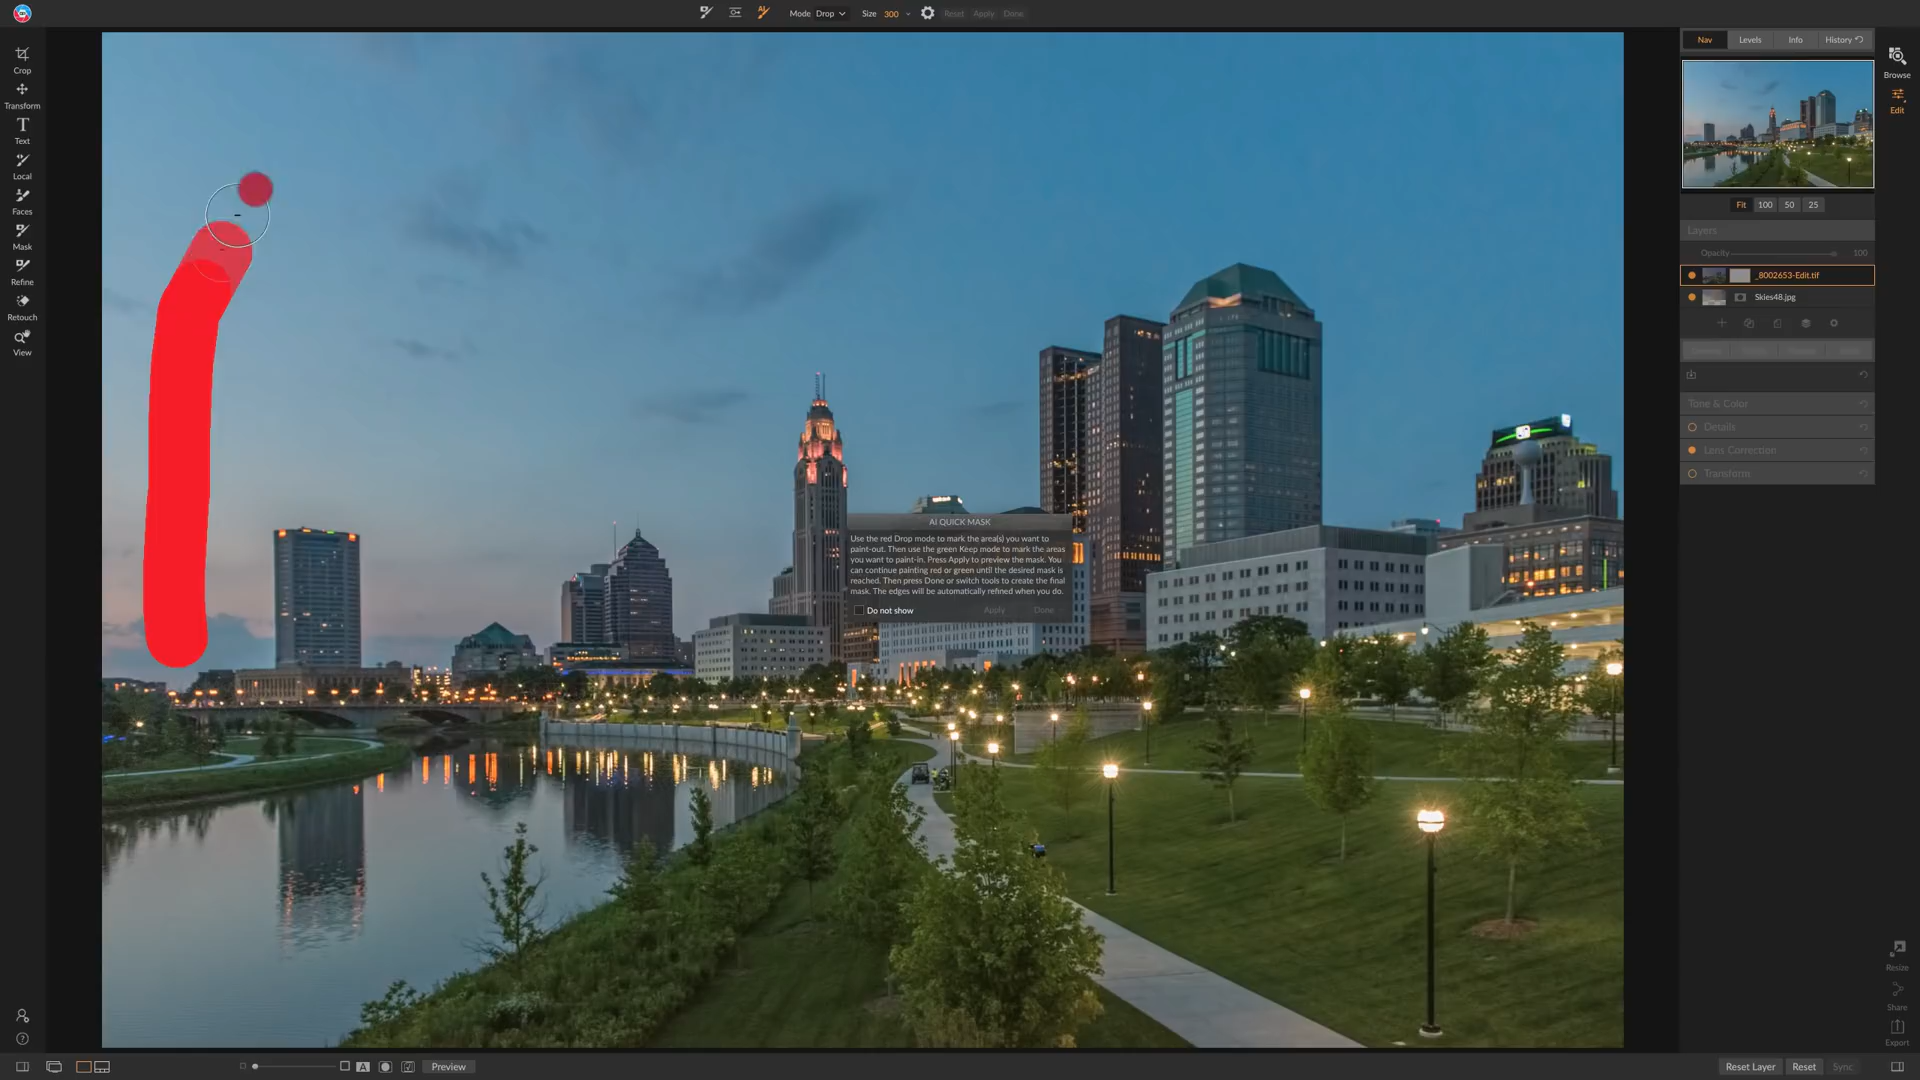 Mode Drop Size 300 Reset Apply Done
Crop
Transform
Text
Local
Faces
Mask
Refine
Retouch
View
Nav Levels Info History
Browse
Edit
Fit 100 50 25
Layers
Opacity 100
_8002653-Edit.tif
Skies48.jpg
Tone & Color
Details
Lens Correction
Transform
AI QUICK MASK
Use the red Drop mode to mark the area(s) you want to
paint-out. Then use the green Keep mode to mark the areas
you want to paint-in. Press Apply to preview the mask. You
can continue painting red or green until the desired mask is
reached. Then press Done or switch tools to create the final
mask. The edges will be automatically refined when you do.
Do not show Apply Done
Resize
Share
Export
A Preview Reset Layer Reset Sync